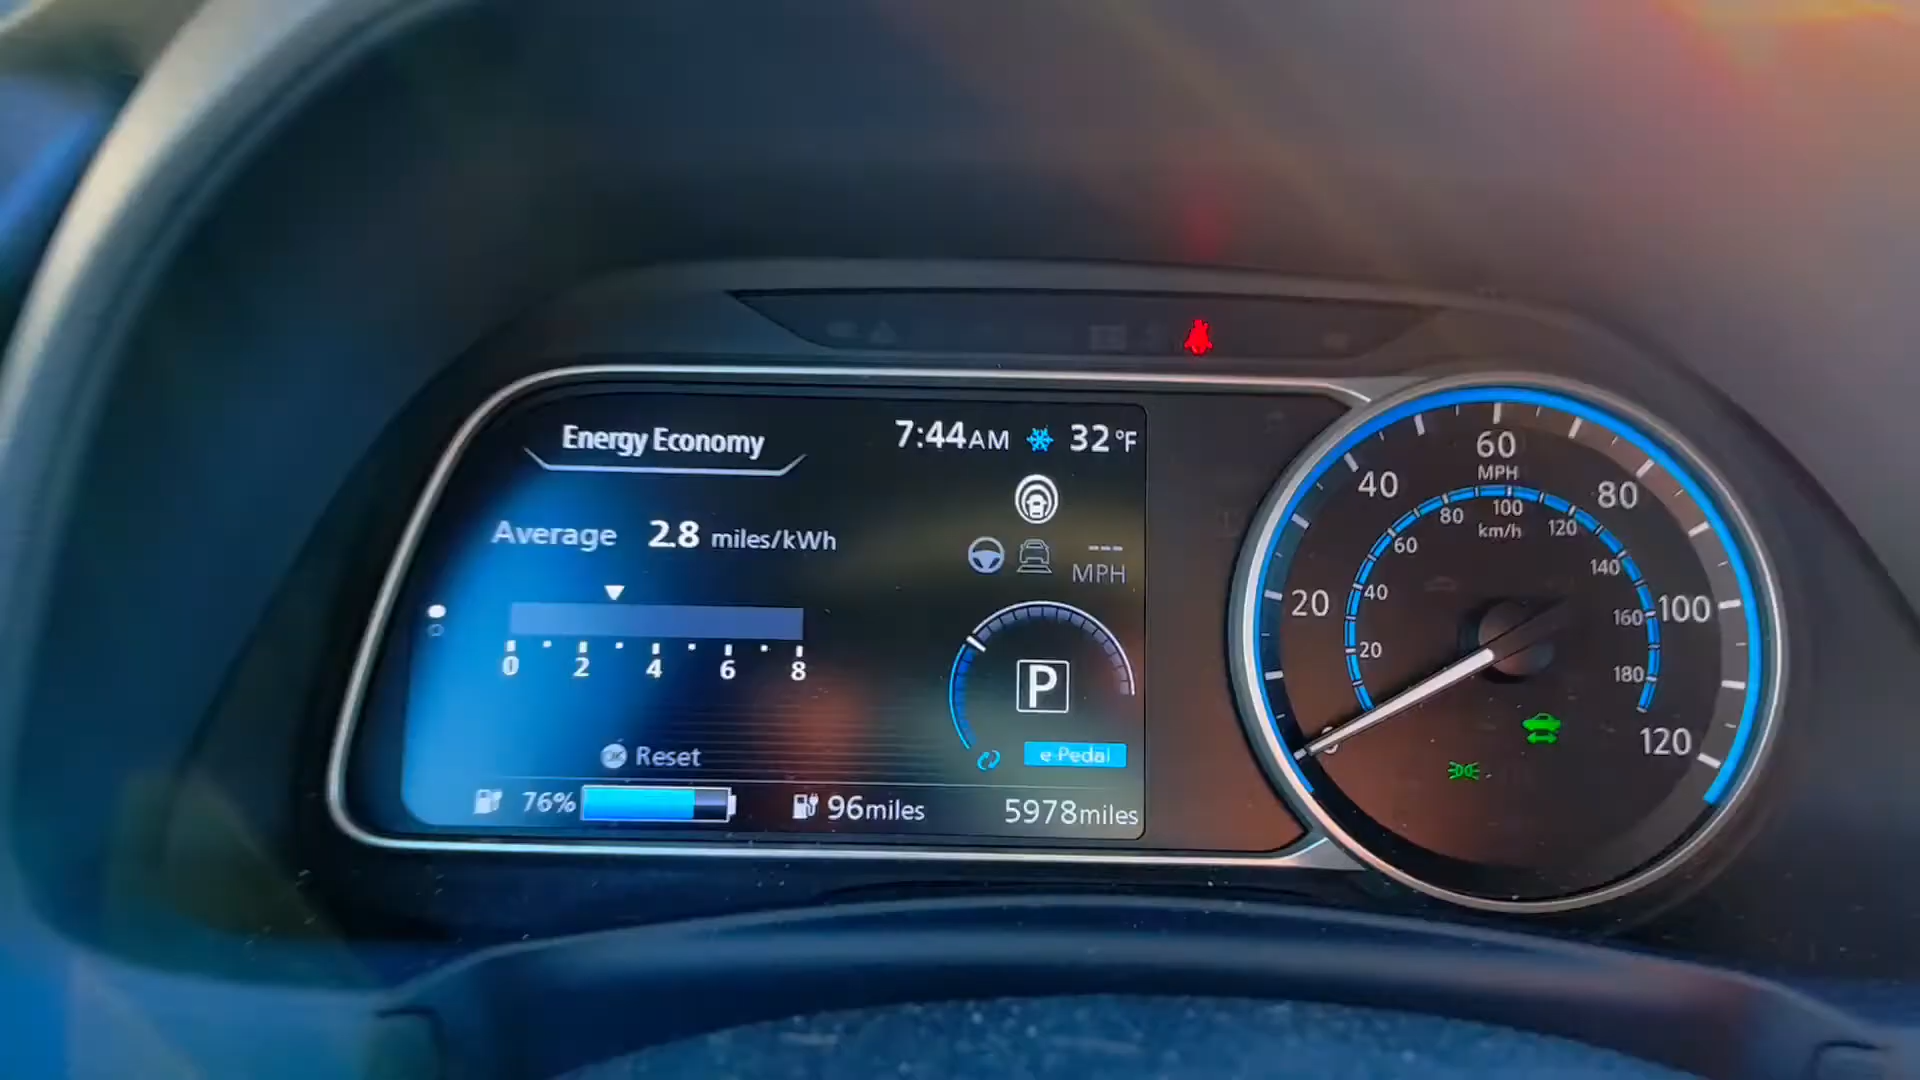 Energy Economy
7:44AM
32°F
Average 2.8 miles/kWh
---
MPH
0 2 4 6 8
P
OK Reset
e-Pedal
76%
96miles
5978miles
0 20 40 60 80 100 120
MPH
20 40 60 80 100 120 140 160 180
km/h